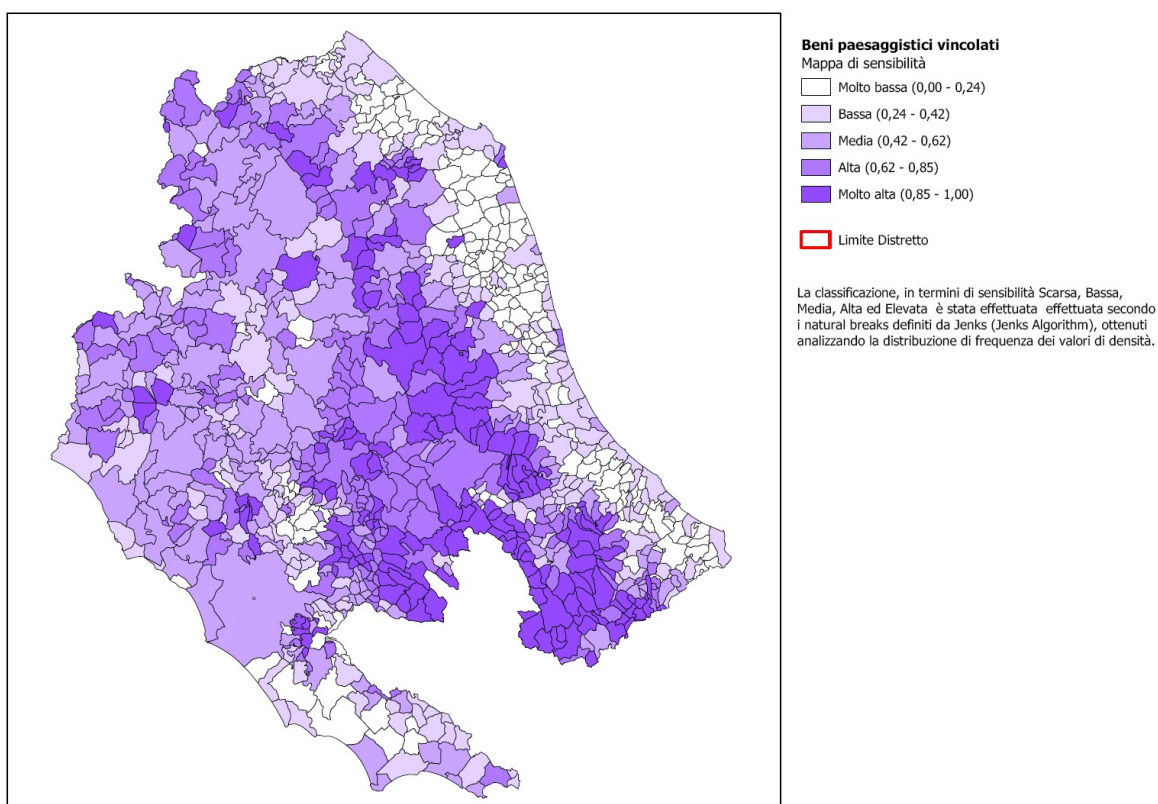 Beni paesaggistici vincolati
Mappa di sensibilità
Molto bassa (0,00 - 0,24)
Bassa (0,24 - 0,42)
Media (0,42 - 0,62)
Alta (0,62 - 0,85)
Molto alta (0,85 - 1,00)
Limite Distretto
La classificazione, in termini di sensibilità Scarsa, Bassa,
Media, Alta ed Elevata è stata effettuata effettuata secondo
i natural breaks definiti da Jenks (Jenks Algorithm), ottenuti
analizzando la distribuzione di frequenza dei valori di densità.